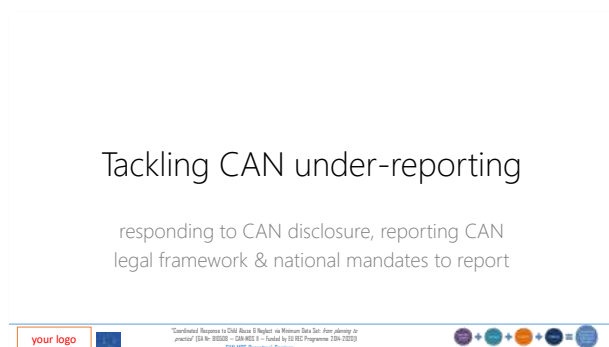 Tackling CAN under-reporting
responding to CAN disclosure, reporting CAN
legal framework & national mandates to report
your logo
"Coordinated Response to Child Abuse & Neglect via Minimum Data Set: from planning to
practice" [GA Nr: 810508 – CAN-MDS II – funded by EU REC Programme 2014-2020)]